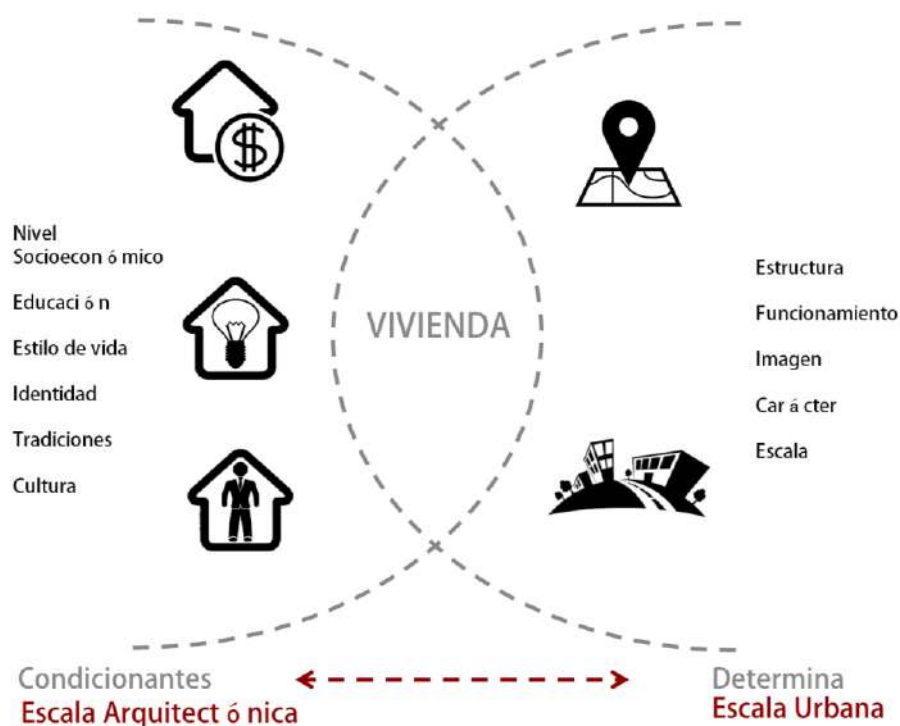 Nivel
Socioecon ó mico
Educaci ó n
Estilo de vida
Identidad
Tradiciones
Cultura
VIVIENDA
Estructura
Funcionamiento
Imagen
Car á cter
Escala
Condicionantes
Escala Arquitect ó nica
Determina
Escala Urbana